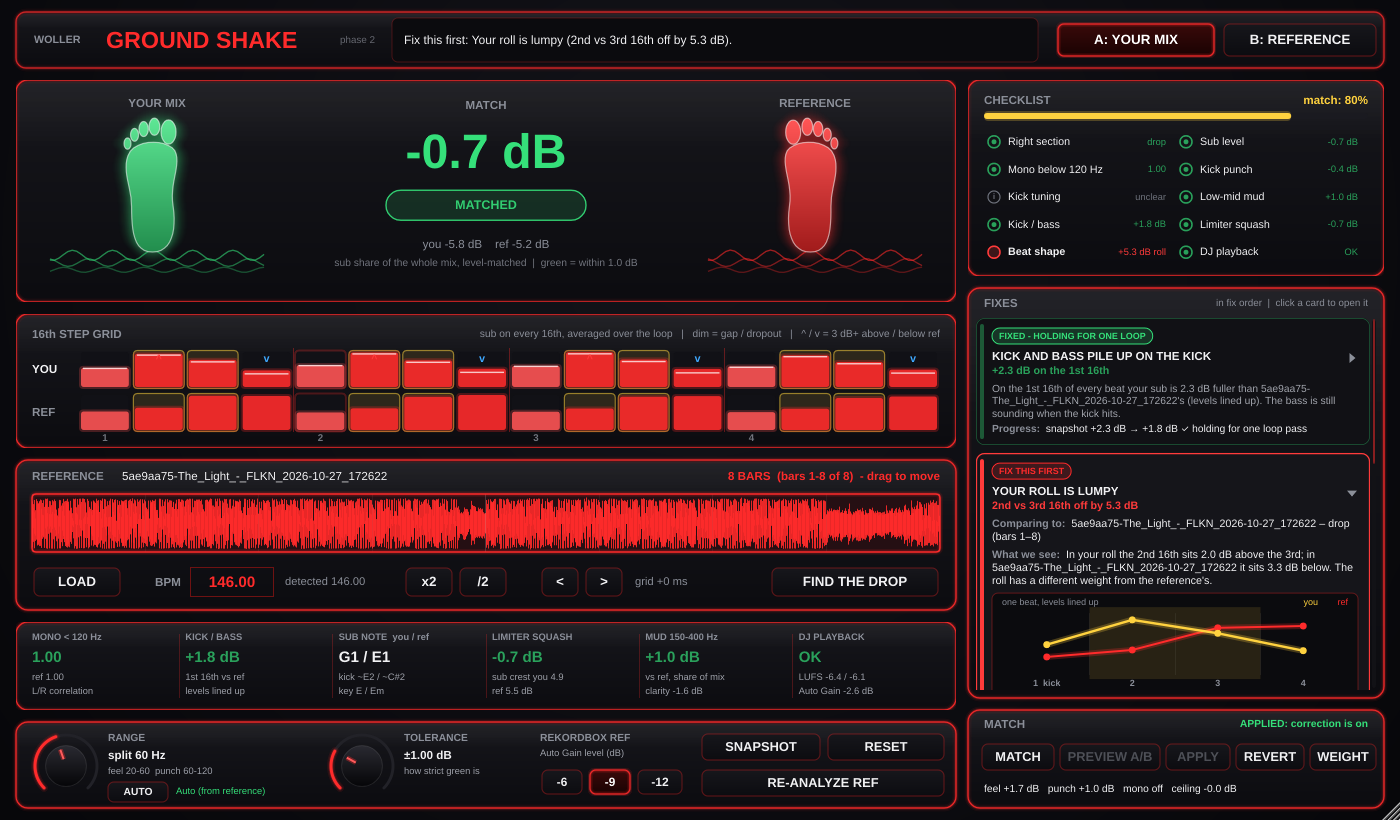 WOLLER
GROUND SHAKE
phase 2
Fix this first: Your roll is lumpy (2nd vs 3rd 16th off by 5.3 dB).
A: YOUR MIX
B: REFERENCE
YOUR MIX
MATCH
REFERENCE
-0.7 dB
MATCHED
you -5.8 dB ref -5.2 dB
sub share of the whole mix, level-matched | green = within 1.0 dB
CHECKLIST
match: 80%
Right section drop
Sub level -0.7 dB
Mono below 120 Hz 1.00
Kick punch -0.4 dB
Kick tuning unclear
Low-mid mud +1.0 dB
Kick / bass +1.8 dB
Limiter squash -0.7 dB
Beat shape +5.3 dB roll
DJ playback OK
16th STEP GRID
sub on every 16th, averaged over the loop | dim = gap / dropout | ^ / v = 3 dB+ above / below ref
v v v v
YOU
REF
1 2 3 4
FIXES
in fix order | click a card to open it
FIXED - HOLDING FOR ONE LOOP
KICK AND BASS PILE UP ON THE KICK
+2.3 dB on the 1st 16th
On the 1st 16th of every beat your sub is 2.3 dB fuller than 5ae9aa75-
The_Light_-_FLKN_2026-10-27_172622's (levels lined up). The bass is still
sounding when the kick hits.
Progress: snapshot +2.3 dB → +1.8 dB ✓ holding for one loop pass
FIX THIS FIRST
YOUR ROLL IS LUMPY
2nd vs 3rd 16th off by 5.3 dB
Comparing to: 5ae9aa75-The_Light_-_FLKN_2026-10-27_172622 – drop
(bars 1–8)
What we see: In your roll the 2nd 16th sits 2.0 dB above the 3rd; in
5ae9aa75-The_Light_-_FLKN_2026-10-27_172622 it sits 3.3 dB below. The
roll has a different weight from the reference's.
one beat, levels lined up
you ref
1 kick 2 3 4
REFERENCE
5ae9aa75-The_Light_-_FLKN_2026-10-27_172622
8 BARS (bars 1-8 of 8) - drag to move
LOAD
BPM
146.00
detected 146.00
x2
/2
<
>
grid +0 ms
FIND THE DROP
MONO < 120 Hz
1.00
ref 1.00
L/R correlation
KICK / BASS
+1.8 dB
1st 16th vs ref
levels lined up
SUB NOTE you / ref
G1 / E1
kick ~E2 / ~C#2
key E / Em
LIMITER SQUASH
-0.7 dB
sub crest you 4.9
ref 5.5 dB
MUD 150-400 Hz
+1.0 dB
vs ref, share of mix
clarity -1.6 dB
DJ PLAYBACK
OK
LUFS -6.4 / -6.1
Auto Gain -2.6 dB
RANGE
split 60 Hz
feel 20-60 punch 60-120
AUTO
Auto (from reference)
TOLERANCE
±1.00 dB
how strict green is
REKORDBOX REF
Auto Gain level (dB)
-6
-9
-12
SNAPSHOT
RESET
RE-ANALYZE REF
MATCH
APPLIED: correction is on
MATCH
PREVIEW A/B
APPLY
REVERT
WEIGHT
feel +1.7 dB punch +1.0 dB mono off ceiling -0.0 dB